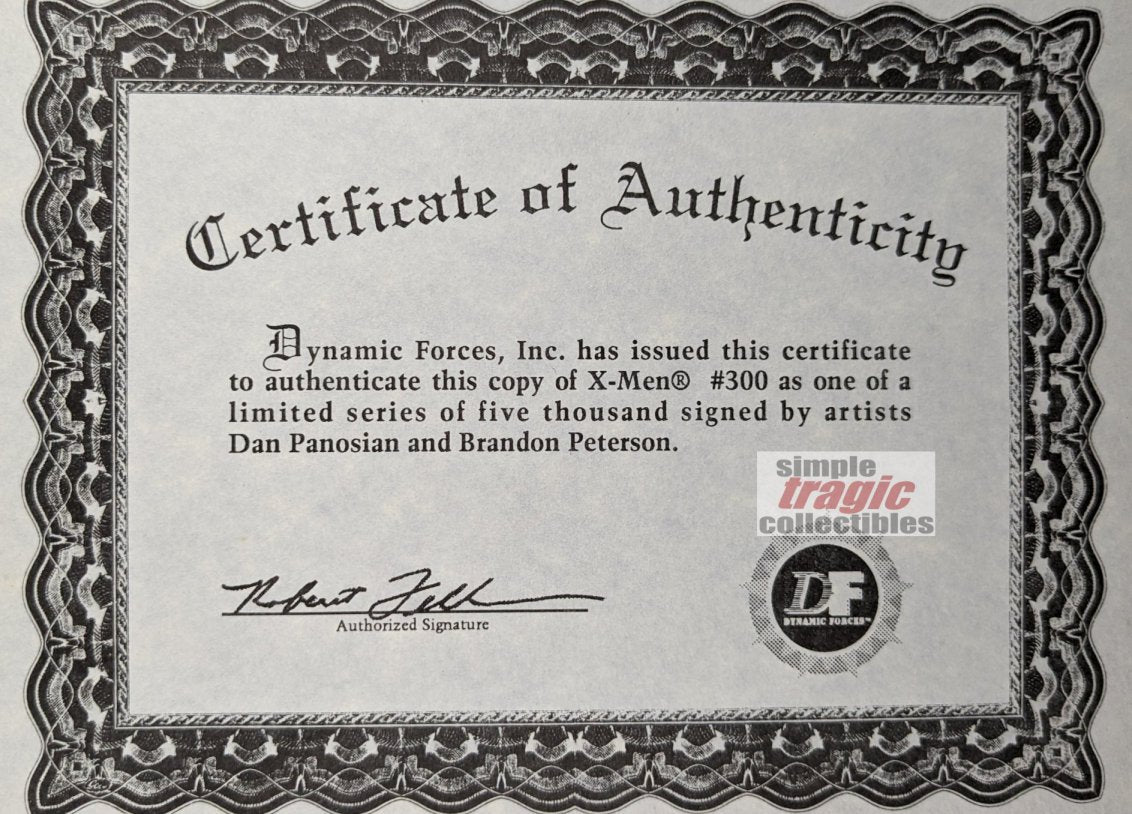 Certificate of Authenticity
Dynamic Forces, Inc. has issued this certificate
to authenticate this copy of X-Men® #300 as one of a
limited series of five thousand signed by artists
Dan Panosian and Brandon Peterson.
simple
tragic
collectibles
Authorized Signature
DF
DYNAMIC FORCES™